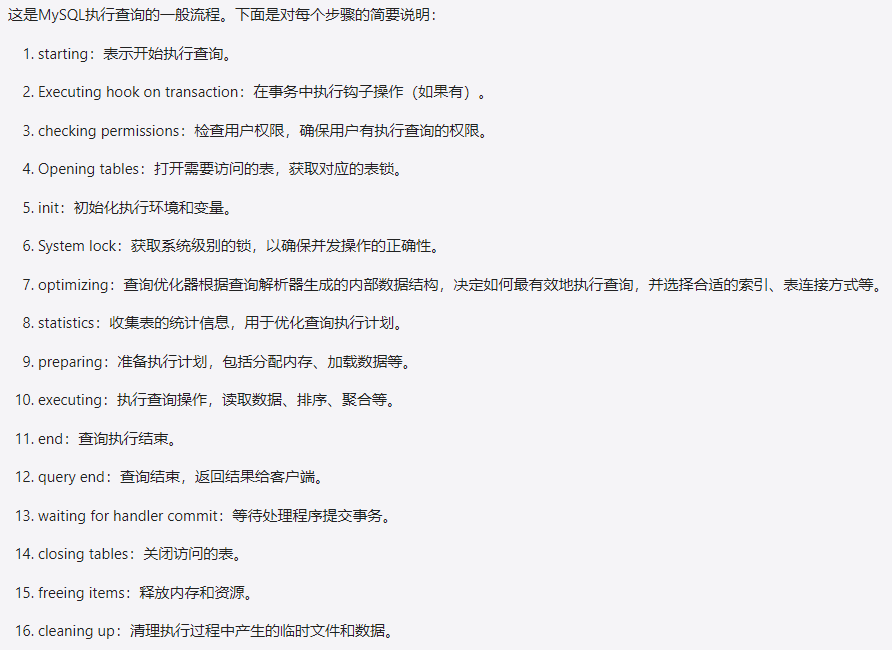 这是MySQL执行查询的一般流程。下面是对每个步骤的简要说明：
1. starting：表示开始执行查询。
2. Executing hook on transaction：在事务中执行钩子操作（如果有）。
3. checking permissions：检查用户权限，确保用户有执行查询的权限。
4. Opening tables：打开需要访问的表，获取对应的表锁。
5. init：初始化执行环境和变量。
6. System lock：获取系统级别的锁，以确保并发操作的正确性。
7. optimizing：查询优化器根据查询解析器生成的内部数据结构，决定如何最有效地执行查询，并选择合适的索引、表连接方式等。
8. statistics：收集表的统计信息，用于优化查询执行计划。
9. preparing：准备执行计划，包括分配内存、加载数据等。
10. executing：执行查询操作，读取数据、排序、聚合等。
11. end：查询执行结束。
12. query end：查询结束，返回结果给客户端。
13. waiting for handler commit：等待处理程序提交事务。
14. closing tables：关闭访问的表。
15. freeing items：释放内存和资源。
16. cleaning up：清理执行过程中产生的临时文件和数据。